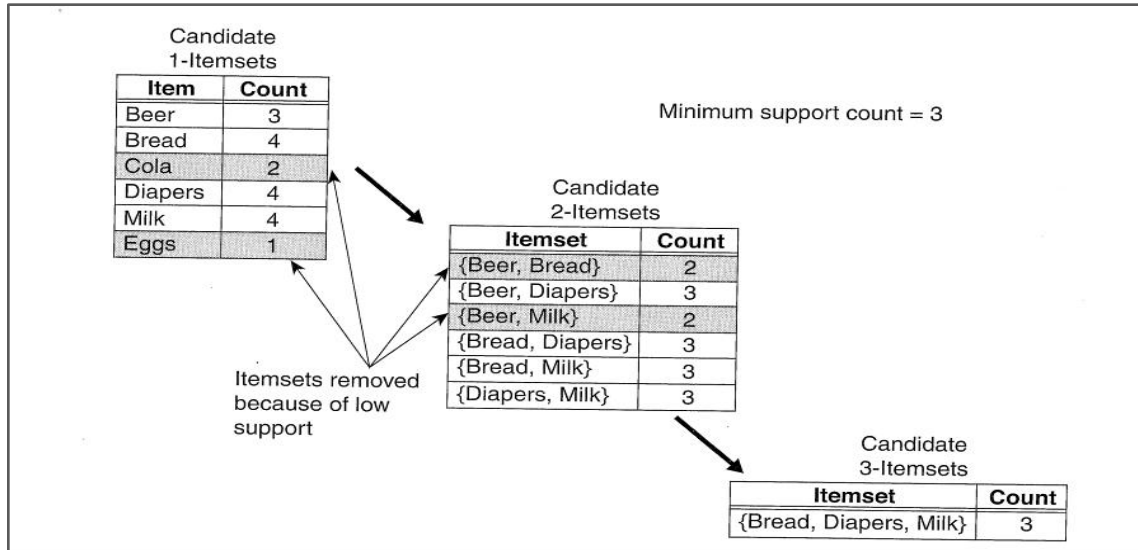 Candidate
1-Itemsets
Item Count
Beer 3
Bread 4
Cola 2
Diapers 4
Milk 4
Eggs 1
Minimum support count = 3
Candidate
2-Itemsets
Itemset Count
{Beer, Bread} 2
{Beer, Diapers} 3
{Beer, Milk} 2
{Bread, Diapers} 3
{Bread, Milk} 3
{Diapers, Milk} 3
Itemsets removed
because of low
support
Candidate
3-Itemsets
Itemset Count
{Bread, Diapers, Milk} 3